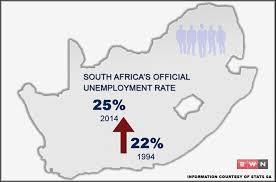 SOUTH AFRICA'S OFFICIAL
UNEMPLOYMENT RATE
25%
2014
22%
1994
EWN
INFORMATION COURTESY OF STATS SA